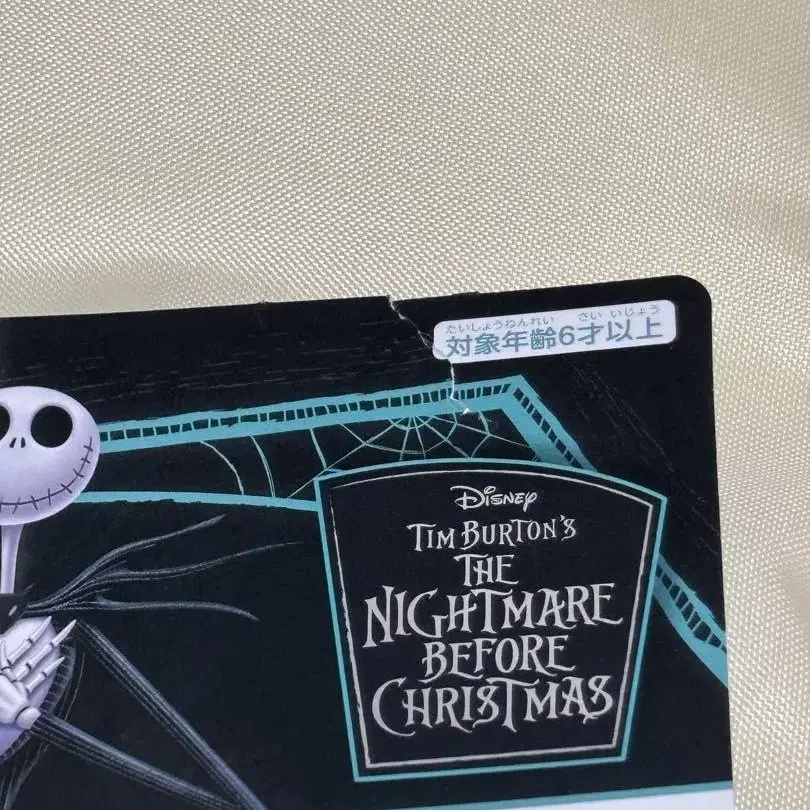 たいしょうねんれい さい いじょう
対象年齢6才以上
Disney
TIM BURTON'S
THE
NIGHTMARE
BEFORE
CHRISTMAS